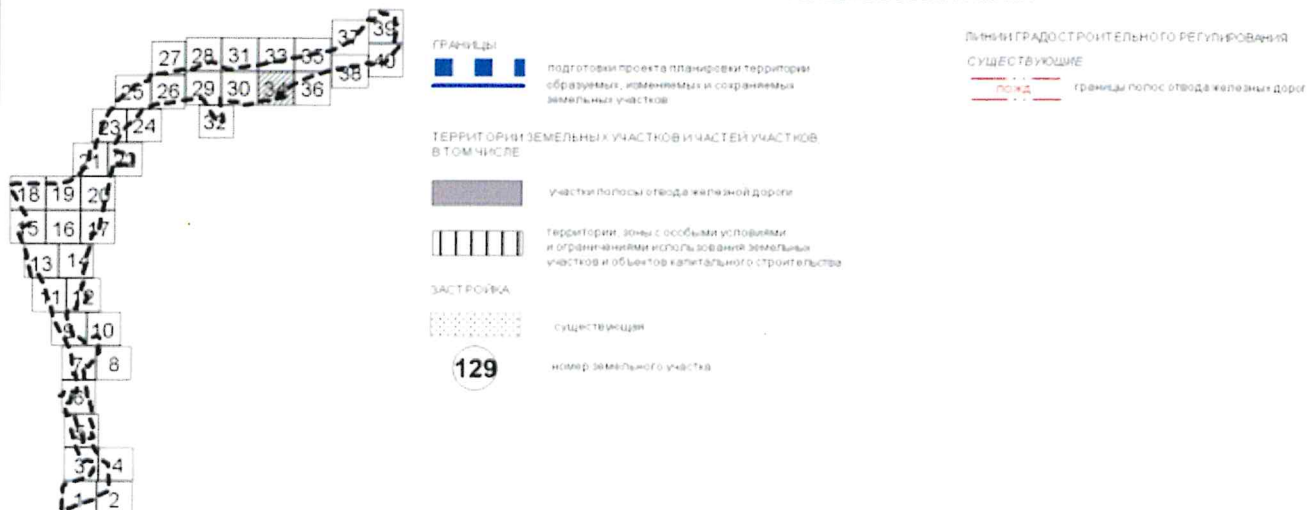 39
37
27 28 31 33 35 40
38
25 26 29 30 34 36
32
23 24
21
18 19 20
15 16 17
13 14
11 12
9 10
7 8
6
5
3 4
1 2
ГРАНИЦЫ
подготовки проекта планировки территории
образуемых, изменяемых и сохраняемых
земельных участков
ТЕРРИТОРИИ ЗЕМЕЛЬНЫХ УЧАСТКОВ И ЧАСТЕЙ УЧАСТКОВ,
В ТОМ ЧИСЛЕ
участки полосы отвода железной дороги
территории, зоны с особыми условиями
и ограничениями использования земельных
участков и объектов капитального строительства
ЗАСТРОЙКА
существующая
129
номер земельного участка
ЛИНИИ ГРАДОСТРОИТЕЛЬНОГО РЕГУЛИРОВАНИЯ
СУЩЕСТВУЮЩИЕ
ПОЖД
границы полос отвода железных дорог